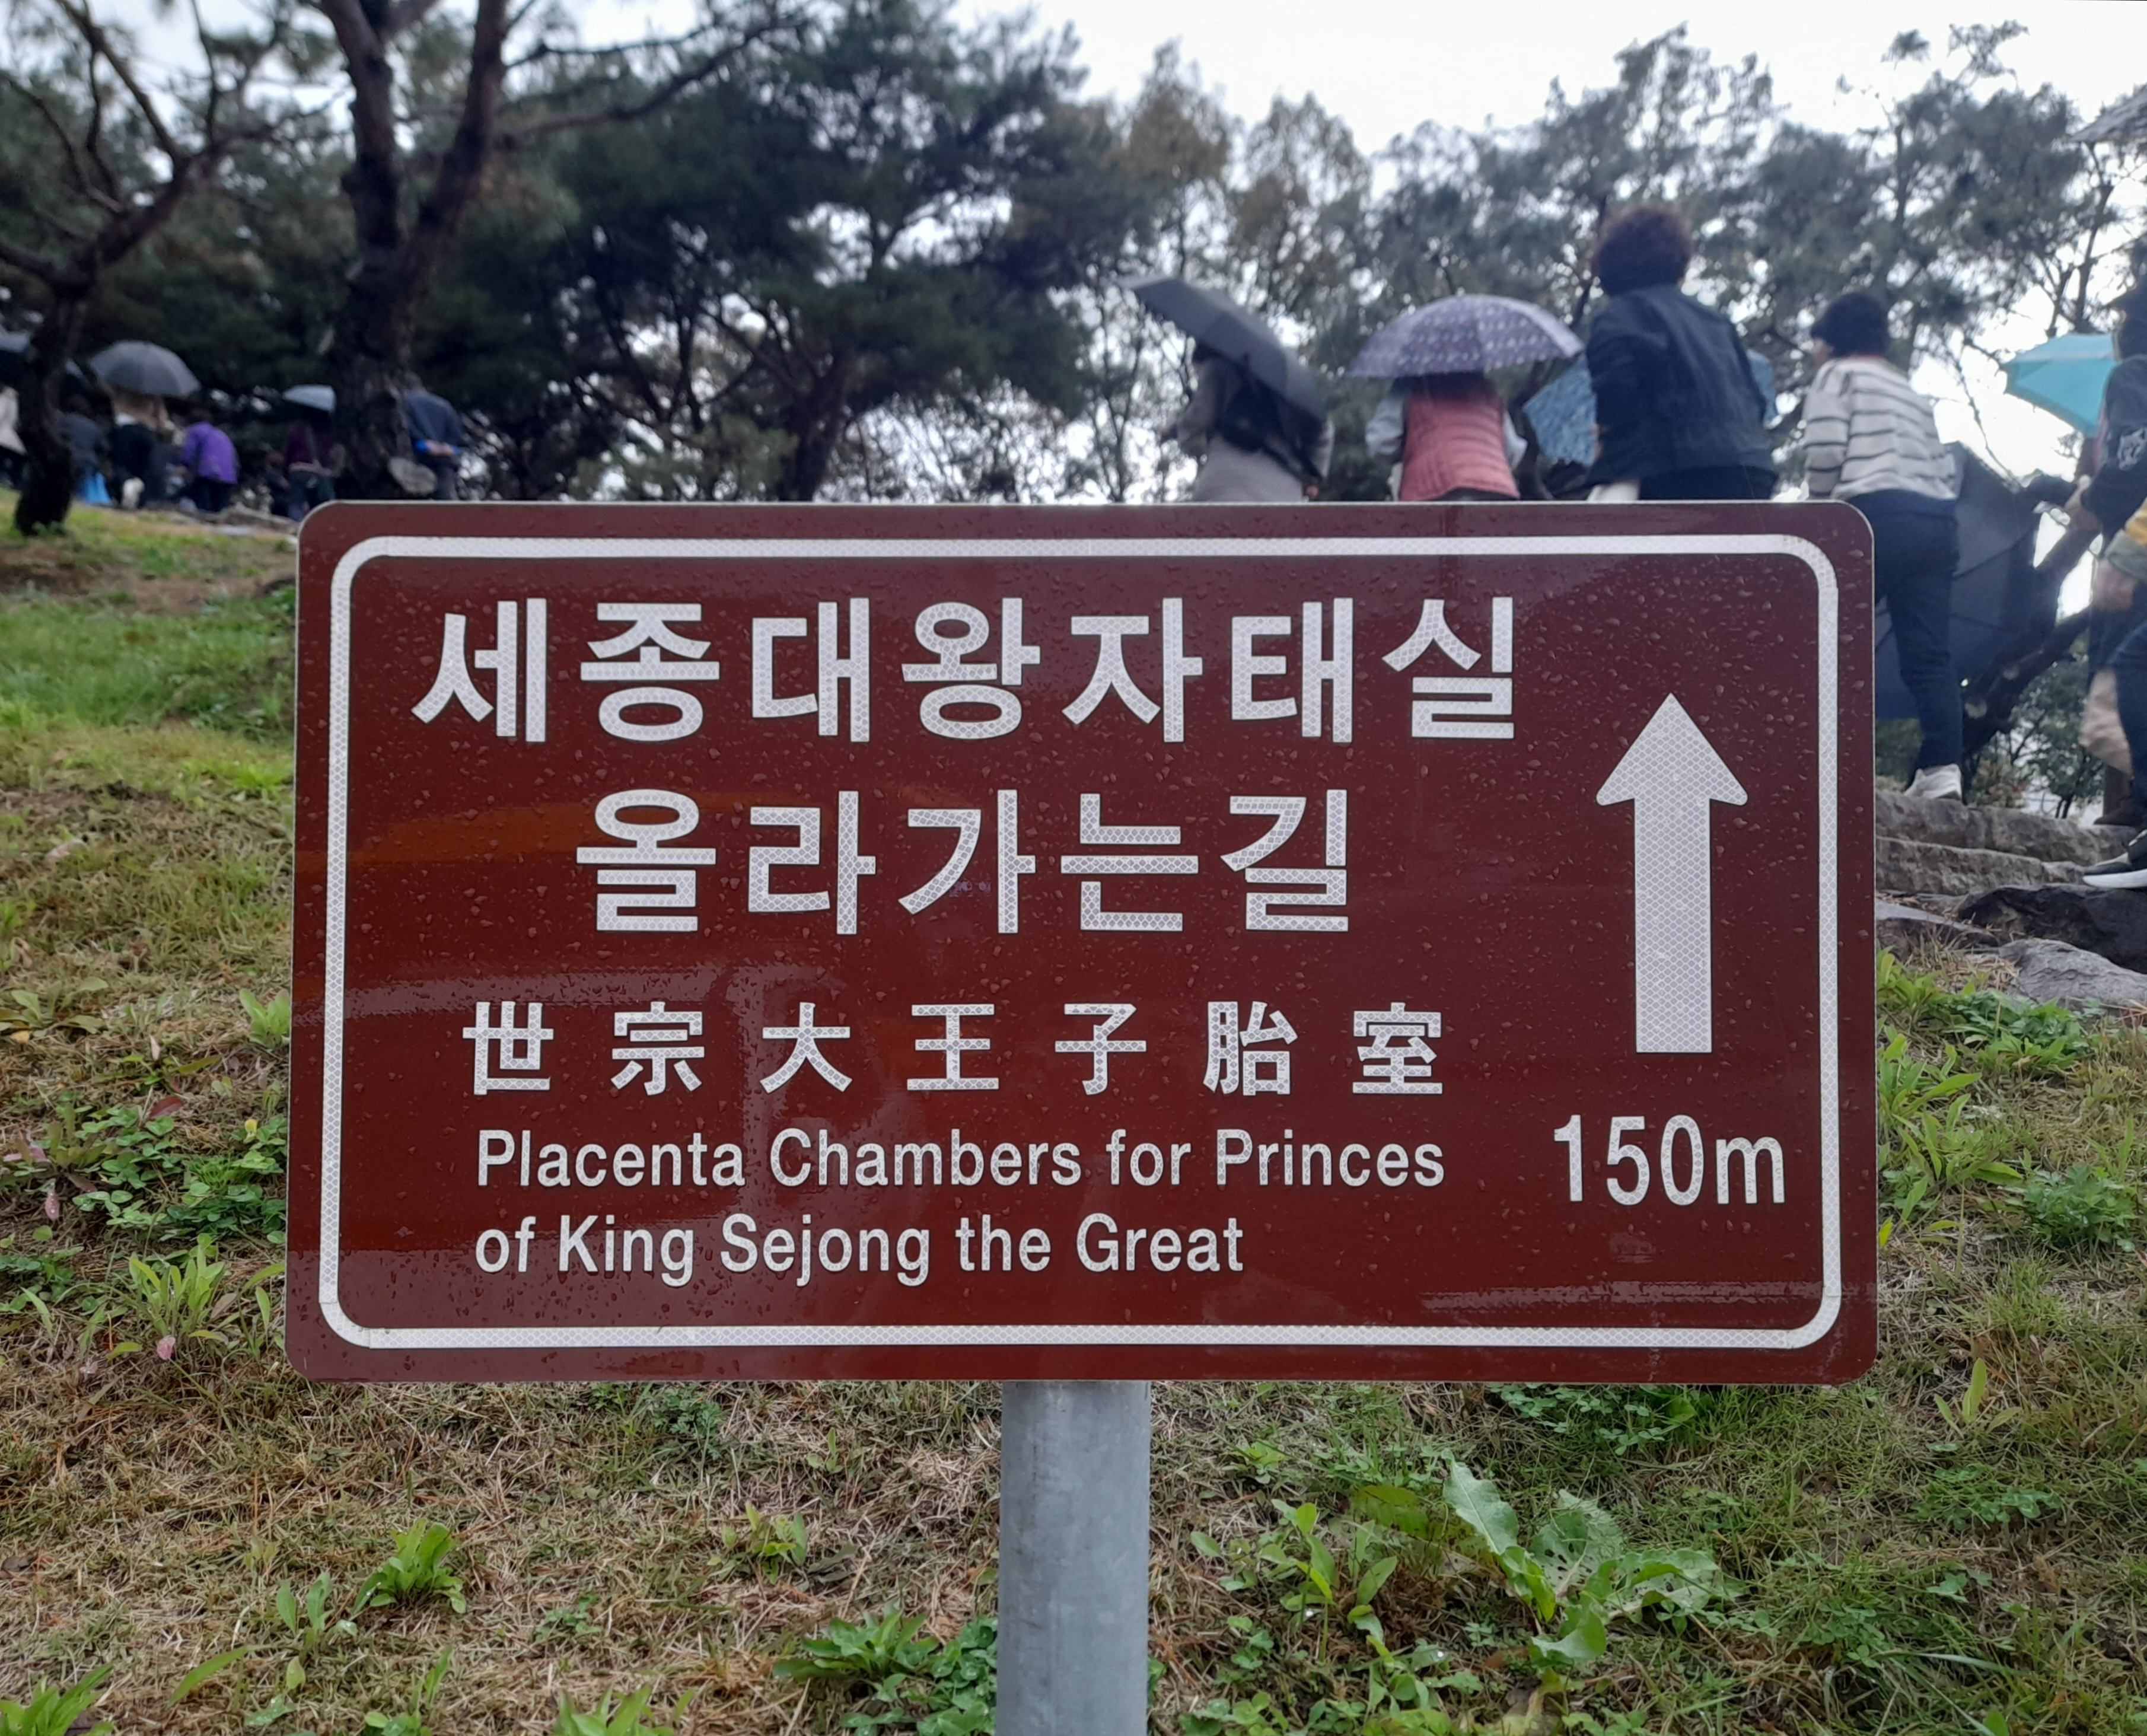 세종대왕자태실
올라가는길
世宗大王子胎室
Placenta Chambers for Princes
of King Sejong the Great
150m